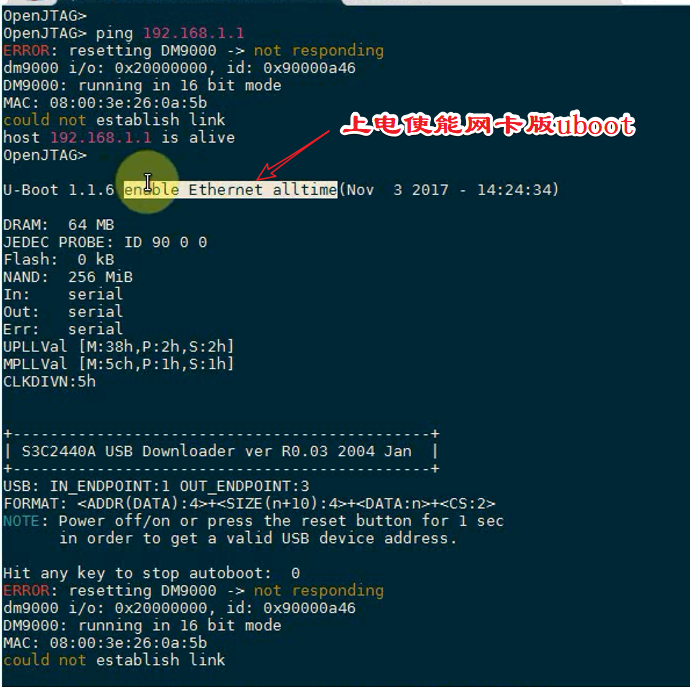 OpenJTAG>
OpenJTAG> ping 192.168.1.1
ERROR: resetting DM9000 -> not responding
dm9000 i/o: 0x20000000, id: 0x90000a46
DM9000: running in 16 bit mode
MAC: 08:00:3e:26:0a:5b
could not establish link
host 192.168.1.1 is alive
上电使能网卡版uboot
OpenJTAG>
U-Boot 1.1.6 enable Ethernet alltime(Nov  3 2017 - 14:24:34)
DRAM:  64 MB
JEDEC PROBE: ID 90 0 0
Flash:  0 kB
NAND:  256 MiB
In:    serial
Out:   serial
Err:   serial
UPLLVal [M:38h,P:2h,S:2h]
MPLLVal [M:5ch,P:1h,S:1h]
CLKDIVN:5h
+---------------------------------------------+
| S3C2440A USB Downloader ver R0.03 2004 Jan  |
+---------------------------------------------+
USB: IN_ENDPOINT:1 OUT_ENDPOINT:3
FORMAT: <ADDR(DATA):4>+<SIZE(n+10):4>+<DATA:n>+<CS:2>
NOTE: Power off/on or press the reset button for 1 sec
      in order to get a valid USB device address.
Hit any key to stop autoboot:  0
ERROR: resetting DM9000 -> not responding
dm9000 i/o: 0x20000000, id: 0x90000a46
DM9000: running in 16 bit mode
MAC: 08:00:3e:26:0a:5b
could not establish link